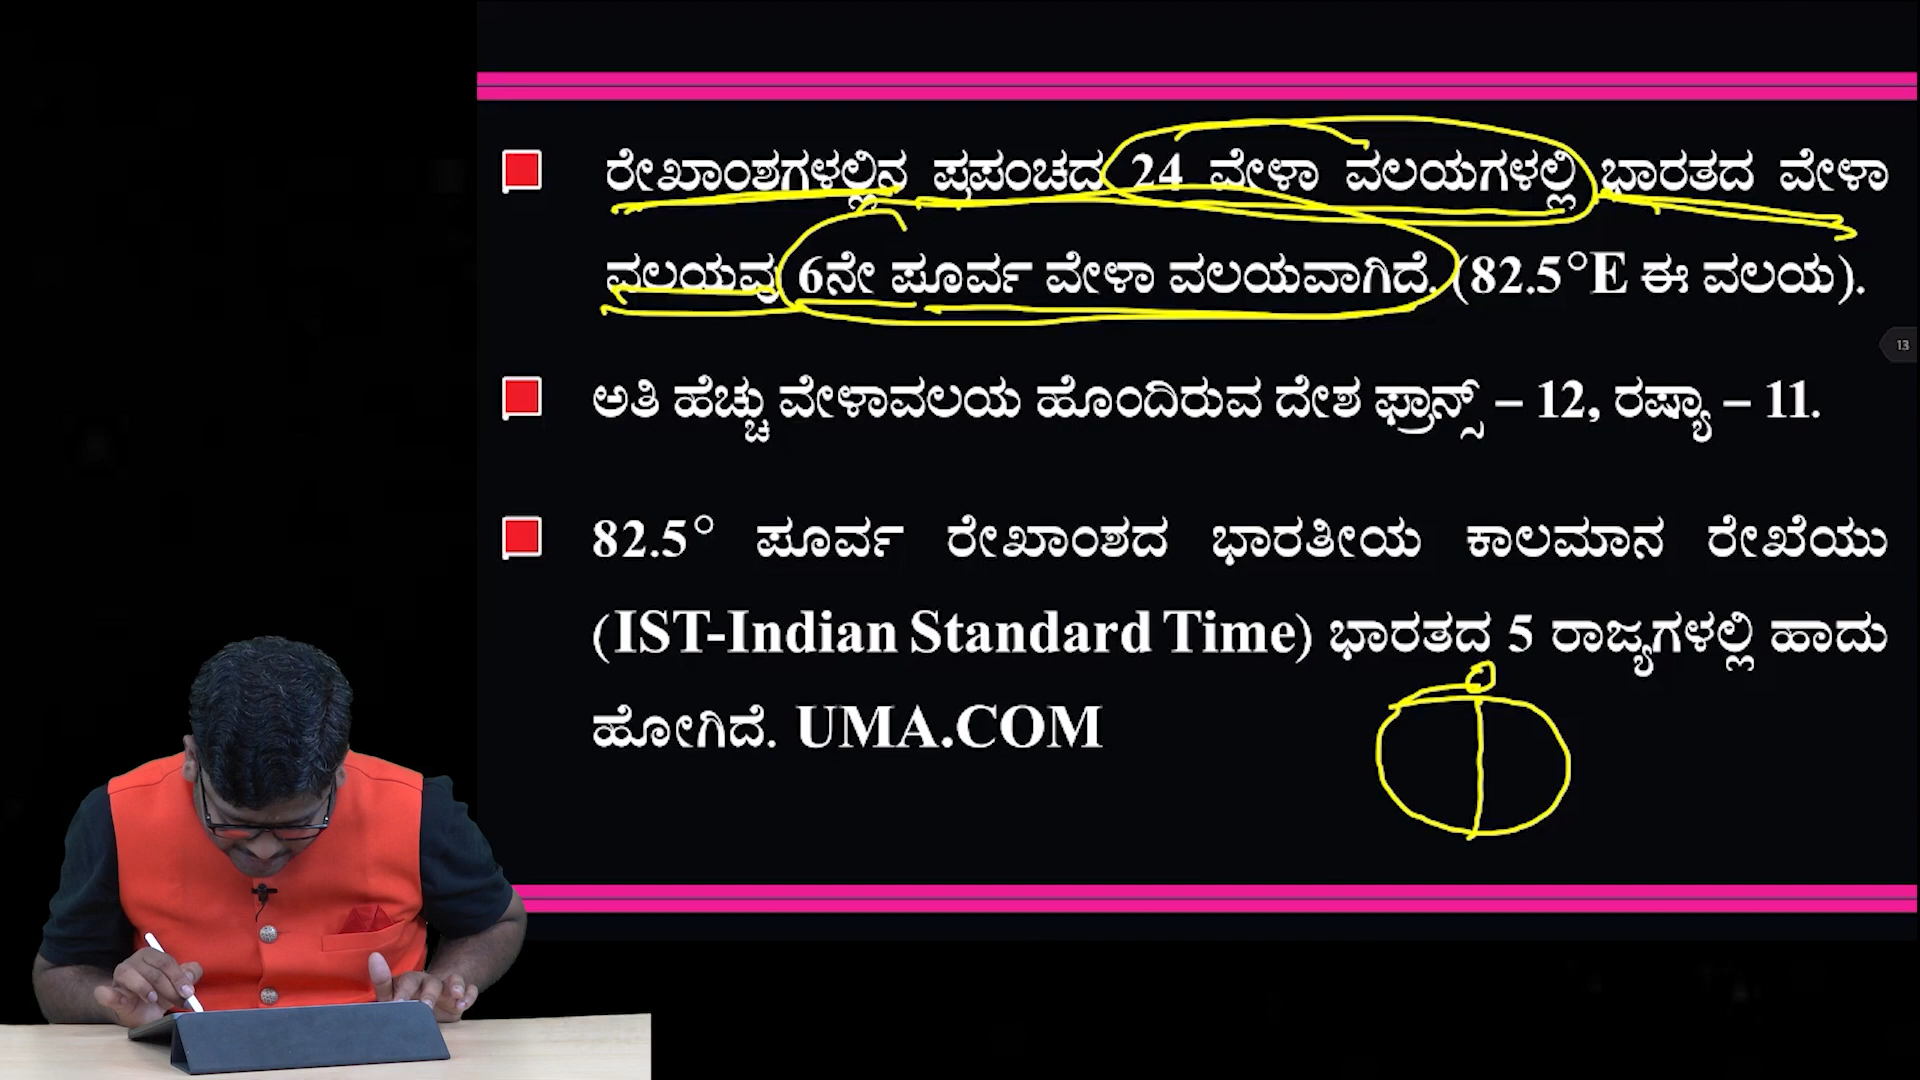 ರೇಖಾಂಶಗಳಲ್ಲಿನ ಪ್ರಪಂಚದ 24 ವೇಳಾ ವಲಯಗಳಲ್ಲಿ ಭಾರತದ ವೇಳಾ
ವಲಯವು 6ನೇ ಪೂರ್ವ ವೇಳಾ ವಲಯವಾಗಿದೆ. (82.5°E ಈ ವಲಯ).
13
ಅತಿ ಹೆಚ್ಚು ವೇಳಾವಲಯ ಹೊಂದಿರುವ ದೇಶ ಫ್ರಾನ್ಸ್ – 12, ರಷ್ಯಾ – 11.
82.5° ಪೂರ್ವ ರೇಖಾಂಶದ ಭಾರತೀಯ ಕಾಲಮಾನ ರೇಖೆಯು
(IST-Indian Standard Time) ಭಾರತದ 5 ರಾಜ್ಯಗಳಲ್ಲಿ ಹಾದು
0
ಹೋಗಿದೆ. UMA.COM